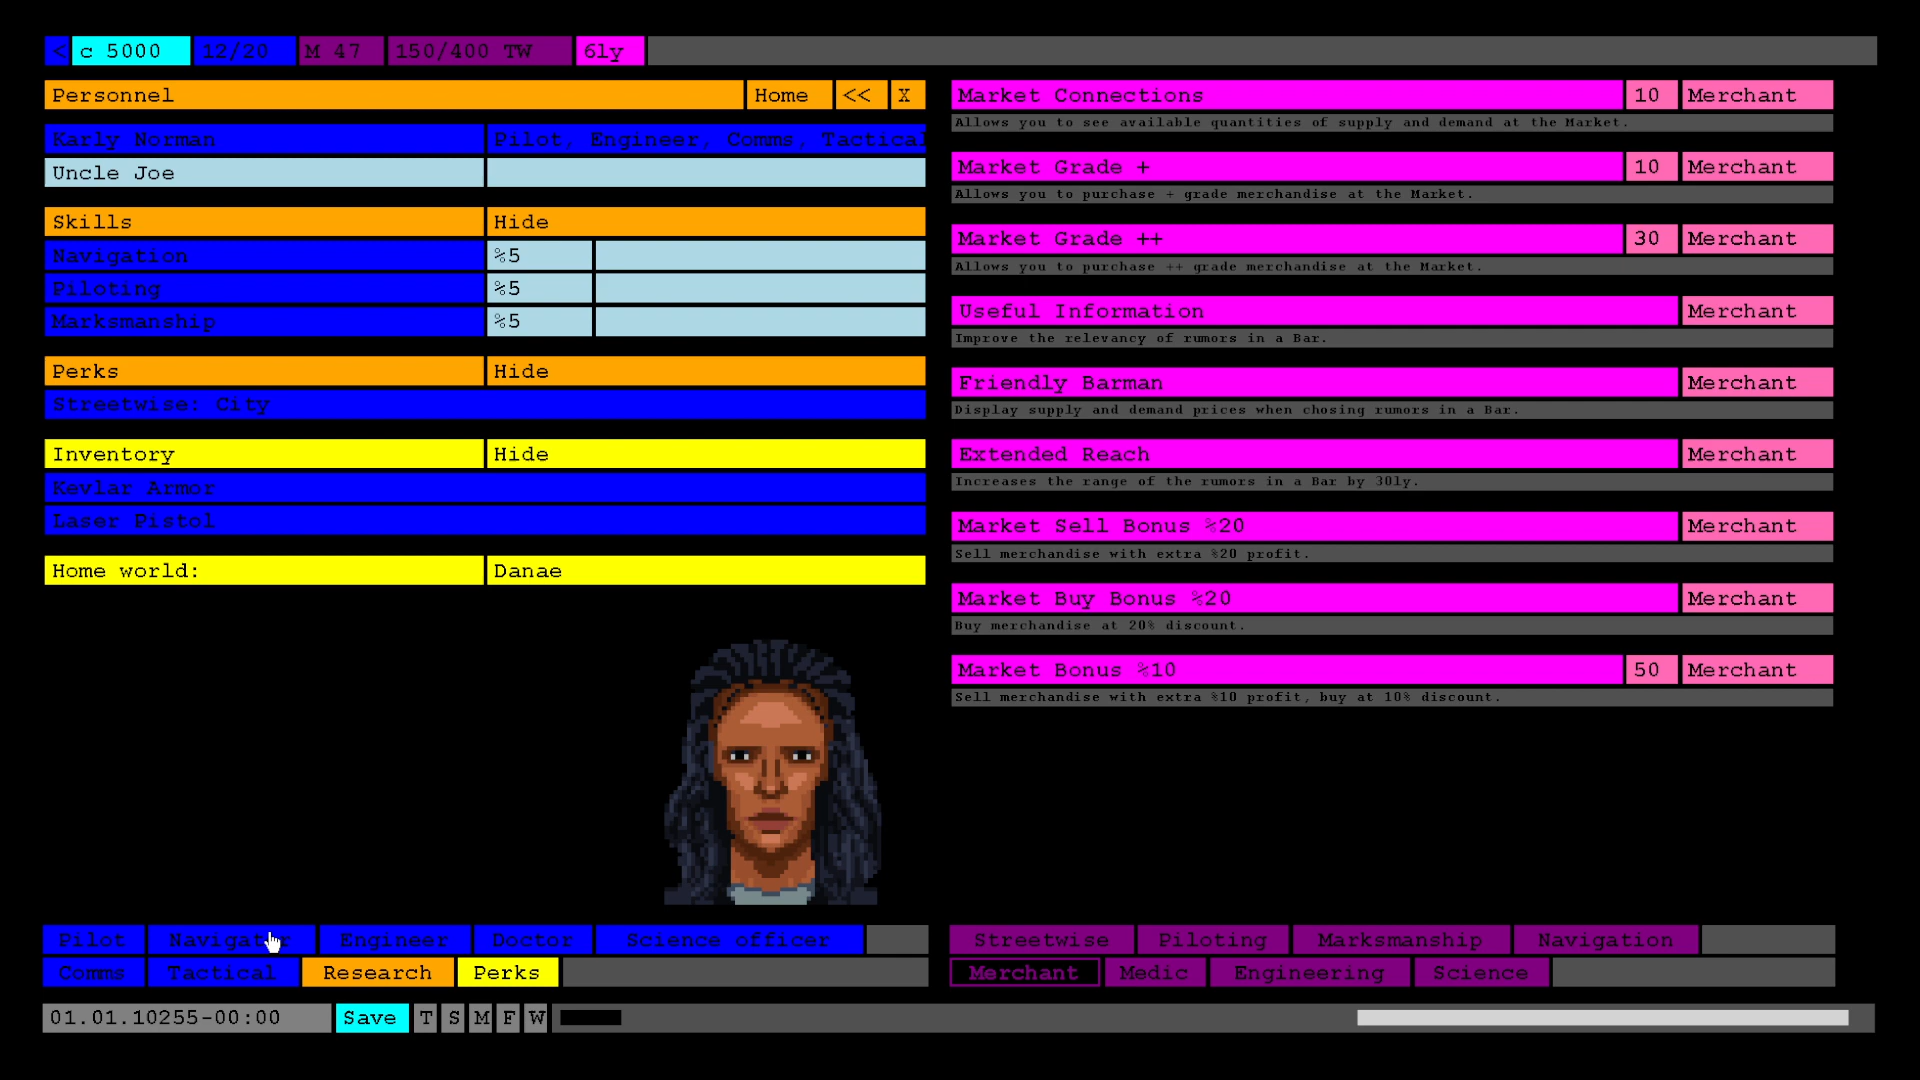 < c 5000 12/20 M 47 150/400 TW 6ly
Personnel Home << X
Karly Norman Pilot, Engineer, Comms, Tactical
Uncle Joe
Skills Hide
Navigation %5
Piloting %5
Marksmanship %5
Perks Hide
Streetwise: City
Inventory Hide
Kevlar Armor
Laser Pistol
Home world: Danae
Pilot Navigator Engineer Doctor Science officer
Comms Tactical Research Perks
Market Connections 10 Merchant
Allows you to see available quantities of supply and demand at the Market.
Market Grade + 10 Merchant
Allows you to purchase + grade merchandise at the Market.
Market Grade ++ 30 Merchant
Allows you to purchase ++ grade merchandise at the Market.
Useful Information Merchant
Improve the relevancy of rumors in a Bar.
Friendly Barman Merchant
Display supply and demand prices when chosing rumors in a Bar.
Extended Reach Merchant
Increases the range of the rumors in a Bar by 30ly.
Market Sell Bonus %20 Merchant
Sell merchandise with extra %20 profit.
Market Buy Bonus %20 Merchant
Buy merchandise at 20% discount.
Market Bonus %10 50 Merchant
Sell merchandise with extra %10 profit, buy at 10% discount.
Streetwise Piloting Marksmanship Navigation
Merchant Medic Engineering Science
01.01.10255-00:00 Save T S M F W